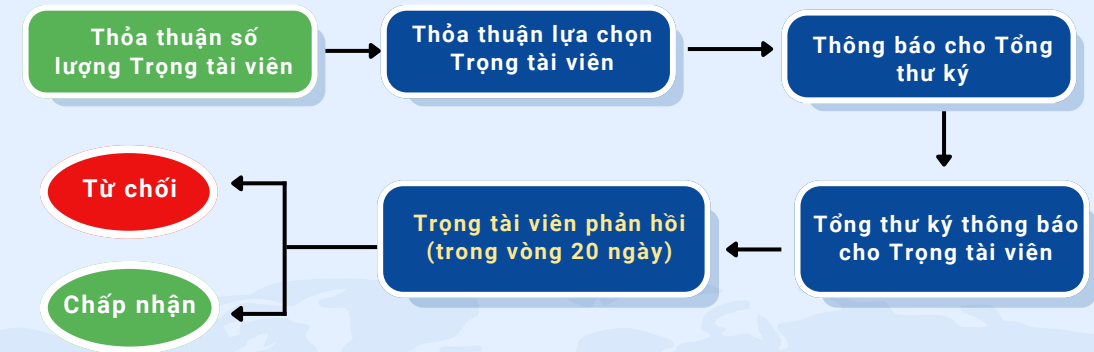 Thỏa thuận số
lượng Trọng tài viên
Thỏa thuận lựa chọn
Trọng tài viên
Thông báo cho Tổng
thư ký
Tổng thư ký thông báo
cho Trọng tài viên
Trọng tài viên phản hồi
(trong vòng 20 ngày)
Từ chối
Chấp nhận